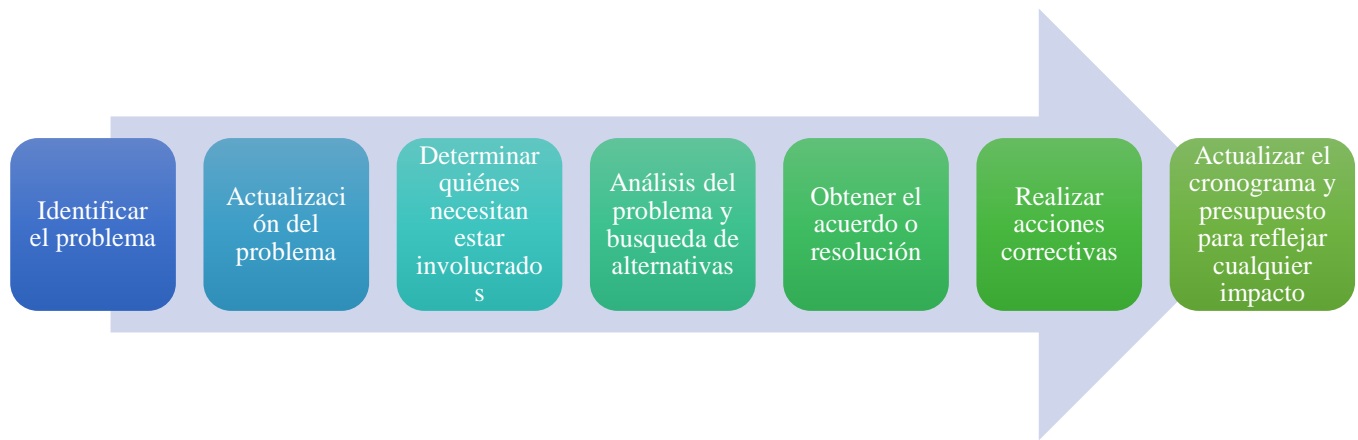 Identificar
el problema
Actualizaci
ón del
problema
Determinar
quiénes
necesitan
estar
involucrado
s
Análisis del
problema y
busqueda de
alternativas
Obtener el
acuerdo o
resolución
Realizar
acciones
correctivas
Actualizar el
cronograma y
presupuesto
para reflejar
cualquier
impacto